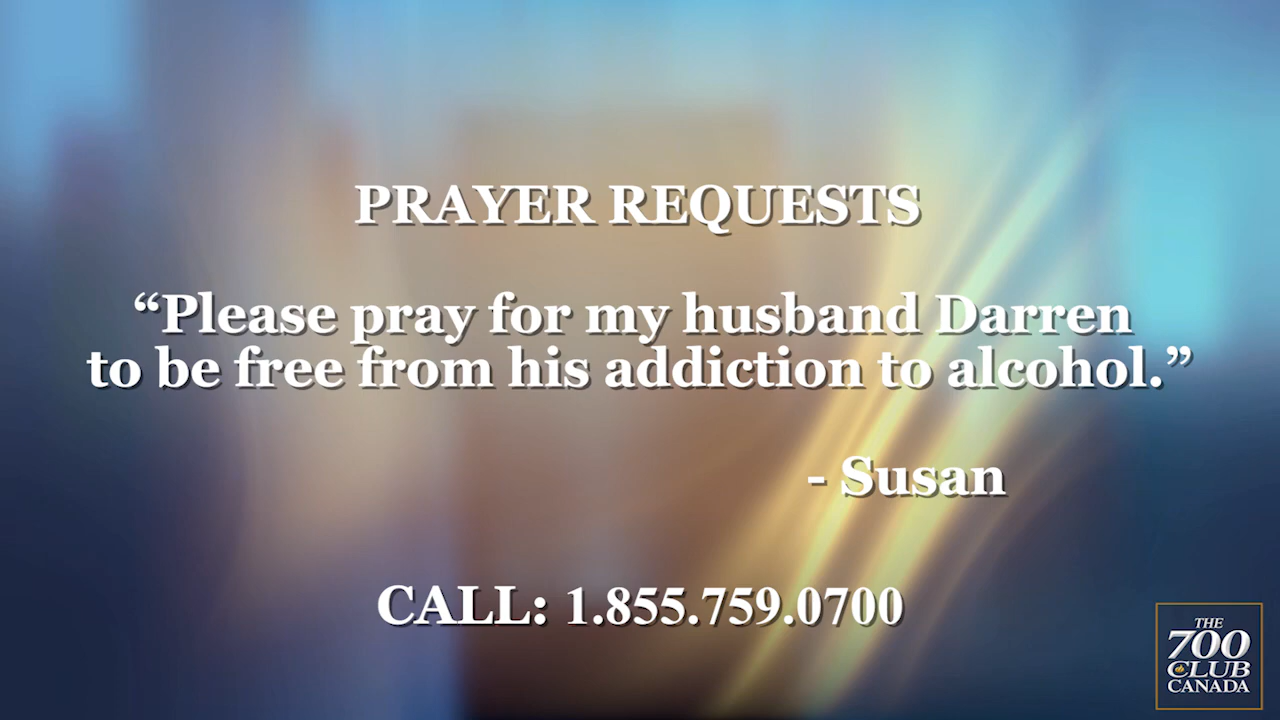 PRAYER REQUESTS
“Please pray for my husband Darren
to be free from his addiction to alcohol.”
- Susan
CALL: 1.855.759.0700
THE
700
CLUB
CANADA